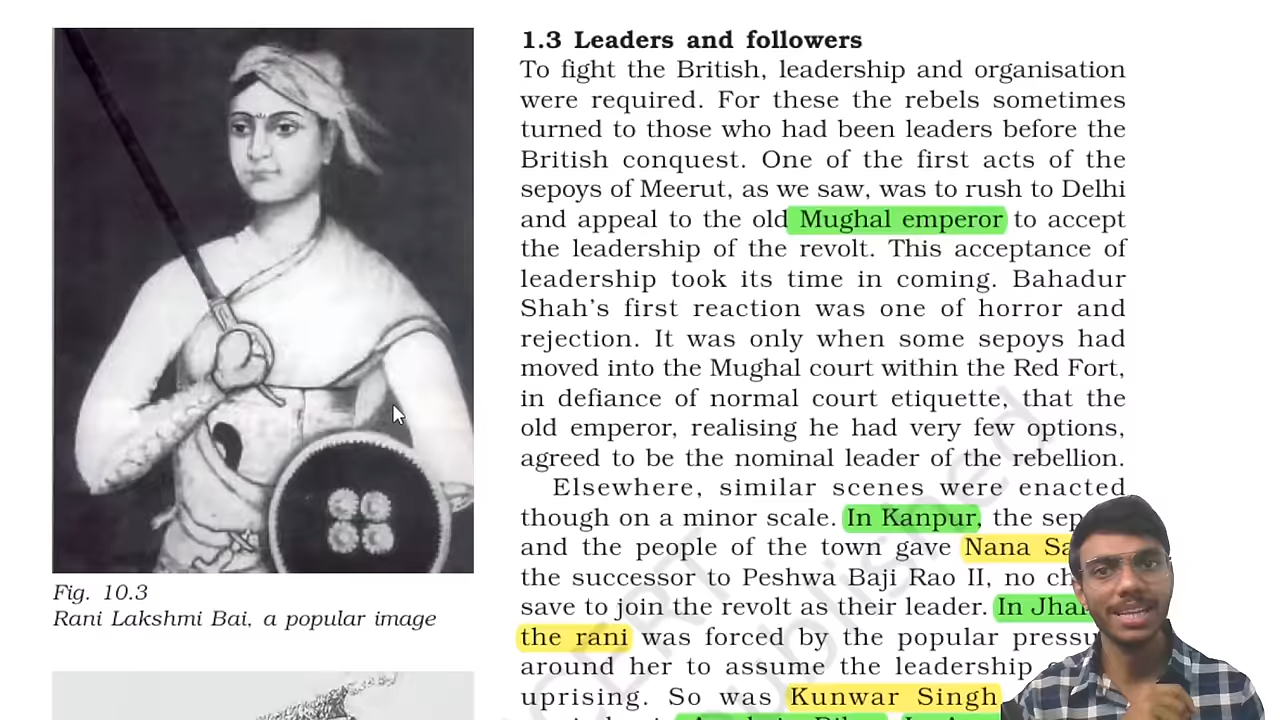 1.3 Leaders and followers
To fight the British, leadership and organisation
were required. For these the rebels sometimes
turned to those who had been leaders before the
British conquest. One of the first acts of the
sepoys of Meerut, as we saw, was to rush to Delhi
and appeal to the old Mughal emperor to accept
the leadership of the revolt. This acceptance of
leadership took its time in coming. Bahadur
Shah's first reaction was one of horror and
rejection. It was only when some sepoys had
moved into the Mughal court within the Red Fort,
in defiance of normal court etiquette, that the
old emperor, realising he had very few options,
agreed to be the nominal leader of the rebellion.
Elsewhere, similar scenes were enacted
though on a minor scale. In Kanpur, the
and the people of the town gave Nana
the successor to Peshwa Baji Rao II, no
save to join the revolt as their leader. In
the rani was forced by the popular
around her to assume the leadership
uprising. So was Kunwar Singh
Fig. 10.3
Rani Lakshmi Bai, a popular image